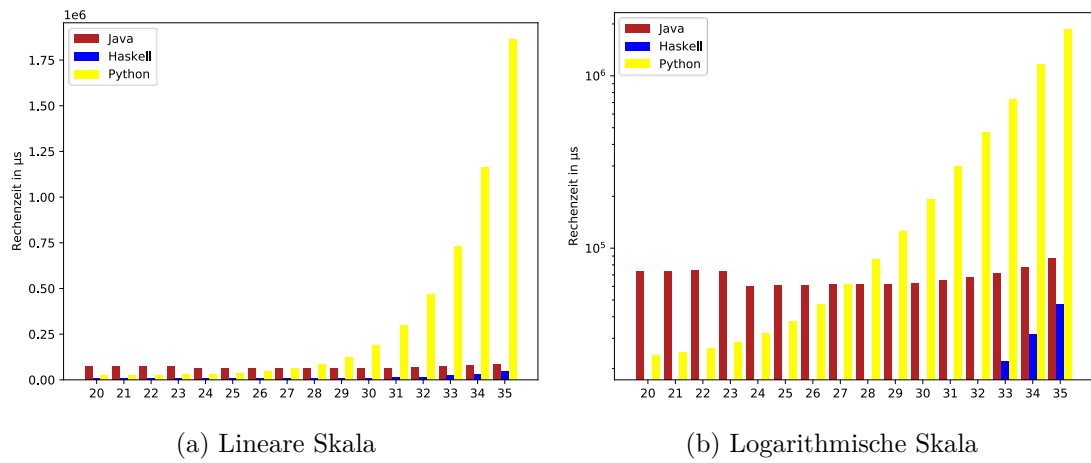 1e6
Java
Haskell
Python
1.75
1.50
1.25
1.00
0.75
0.50
0.25
0.00
Rechenzeit in µs
20 21 22 23 24 25 26 27 28 29 30 31 32 33 34 35
(a) Lineare Skala
Java
Haskell
Python
10⁶
10⁵
Rechenzeit in µs
20 21 22 23 24 25 26 27 28 29 30 31 32 33 34 35
(b) Logarithmische Skala